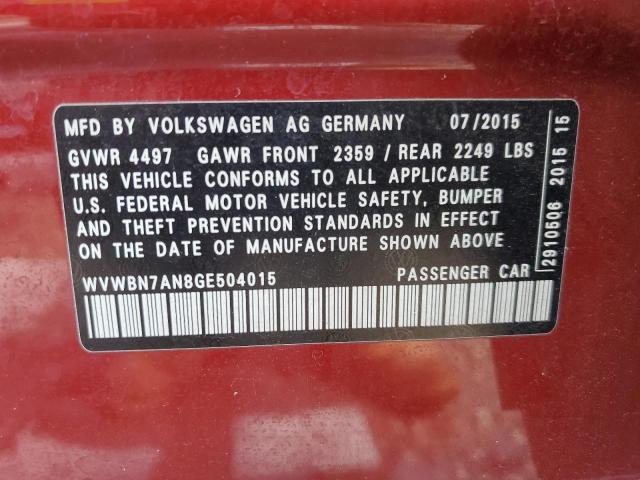 MFD BY VOLKSWAGEN AG GERMANY 07/2015
GVWR 4497 GAWR FRONT 2359 / REAR 2249 LBS
THIS VEHICLE CONFORMS TO ALL APPLICABLE
U.S. FEDERAL MOTOR VEHICLE SAFETY, BUMPER
AND THEFT PREVENTION STANDARDS IN EFFECT
ON THE DATE OF MANUFACTURE SHOWN ABOVE
WVWBN7AN8GE504015 PASSENGER CAR
2910506 2015 15